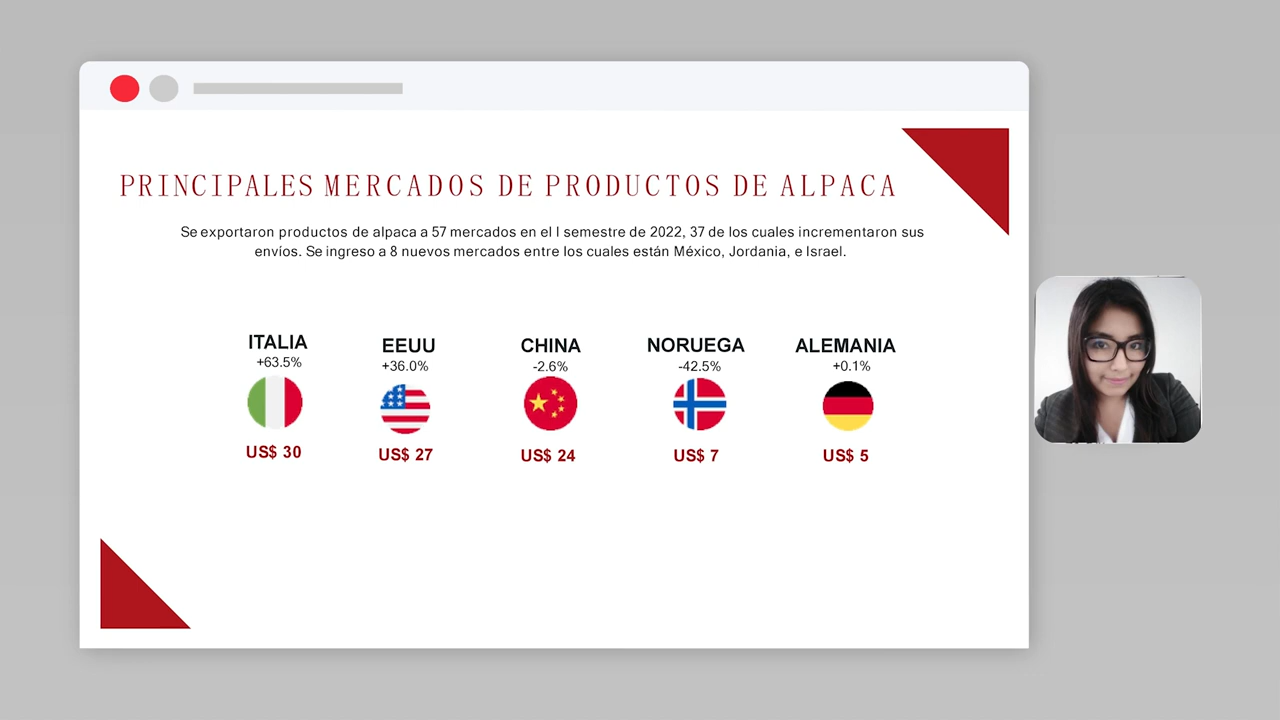 PRINCIPALES MERCADOS DE PRODUCTOS DE ALPACA
Se exportaron productos de alpaca a 57 mercados en el I semestre de 2022, 37 de los cuales incrementaron sus
envíos. Se ingreso a 8 nuevos mercados entre los cuales están México, Jordania, e Israel.
ITALIA
+63.5%
US$ 30
EEUU
+36.0%
US$ 27
CHINA
-2.6%
US$ 24
NORUEGA
-42.5%
US$ 7
ALEMANIA
+0.1%
US$ 5